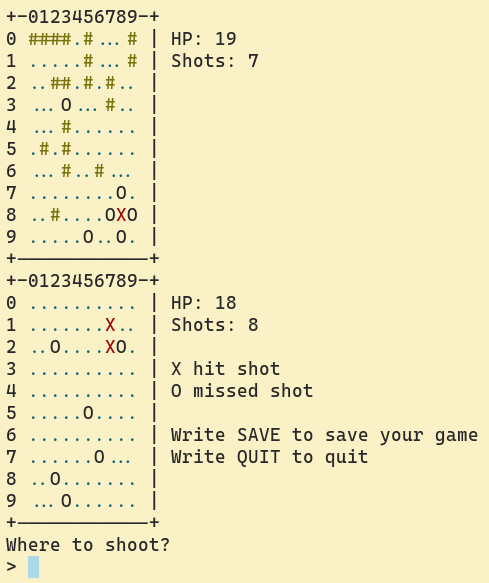 +-0123456789-+
0 ####.#...# | HP: 19
1 .....#...# | Shots: 7
2 ..##.#.#.. |
3 ...O...#.. |
4 ...#...... |
5 .#.#...... |
6 ...#..#... |
7 ........O. |
8 ..#....OXO |
9 .....O..O. |
+------------+
+-0123456789-+
0 .......... | HP: 18
1 .......X.. | Shots: 8
2 ..O....XO. |
3 .......... | X hit shot
4 .......... | O missed shot
5 .....O.... |
6 .......... | Write SAVE to save your game
7 ......O... | Write QUIT to quit
8 ..O....... |
9 ...O...... |
+------------+
Where to shoot?
>